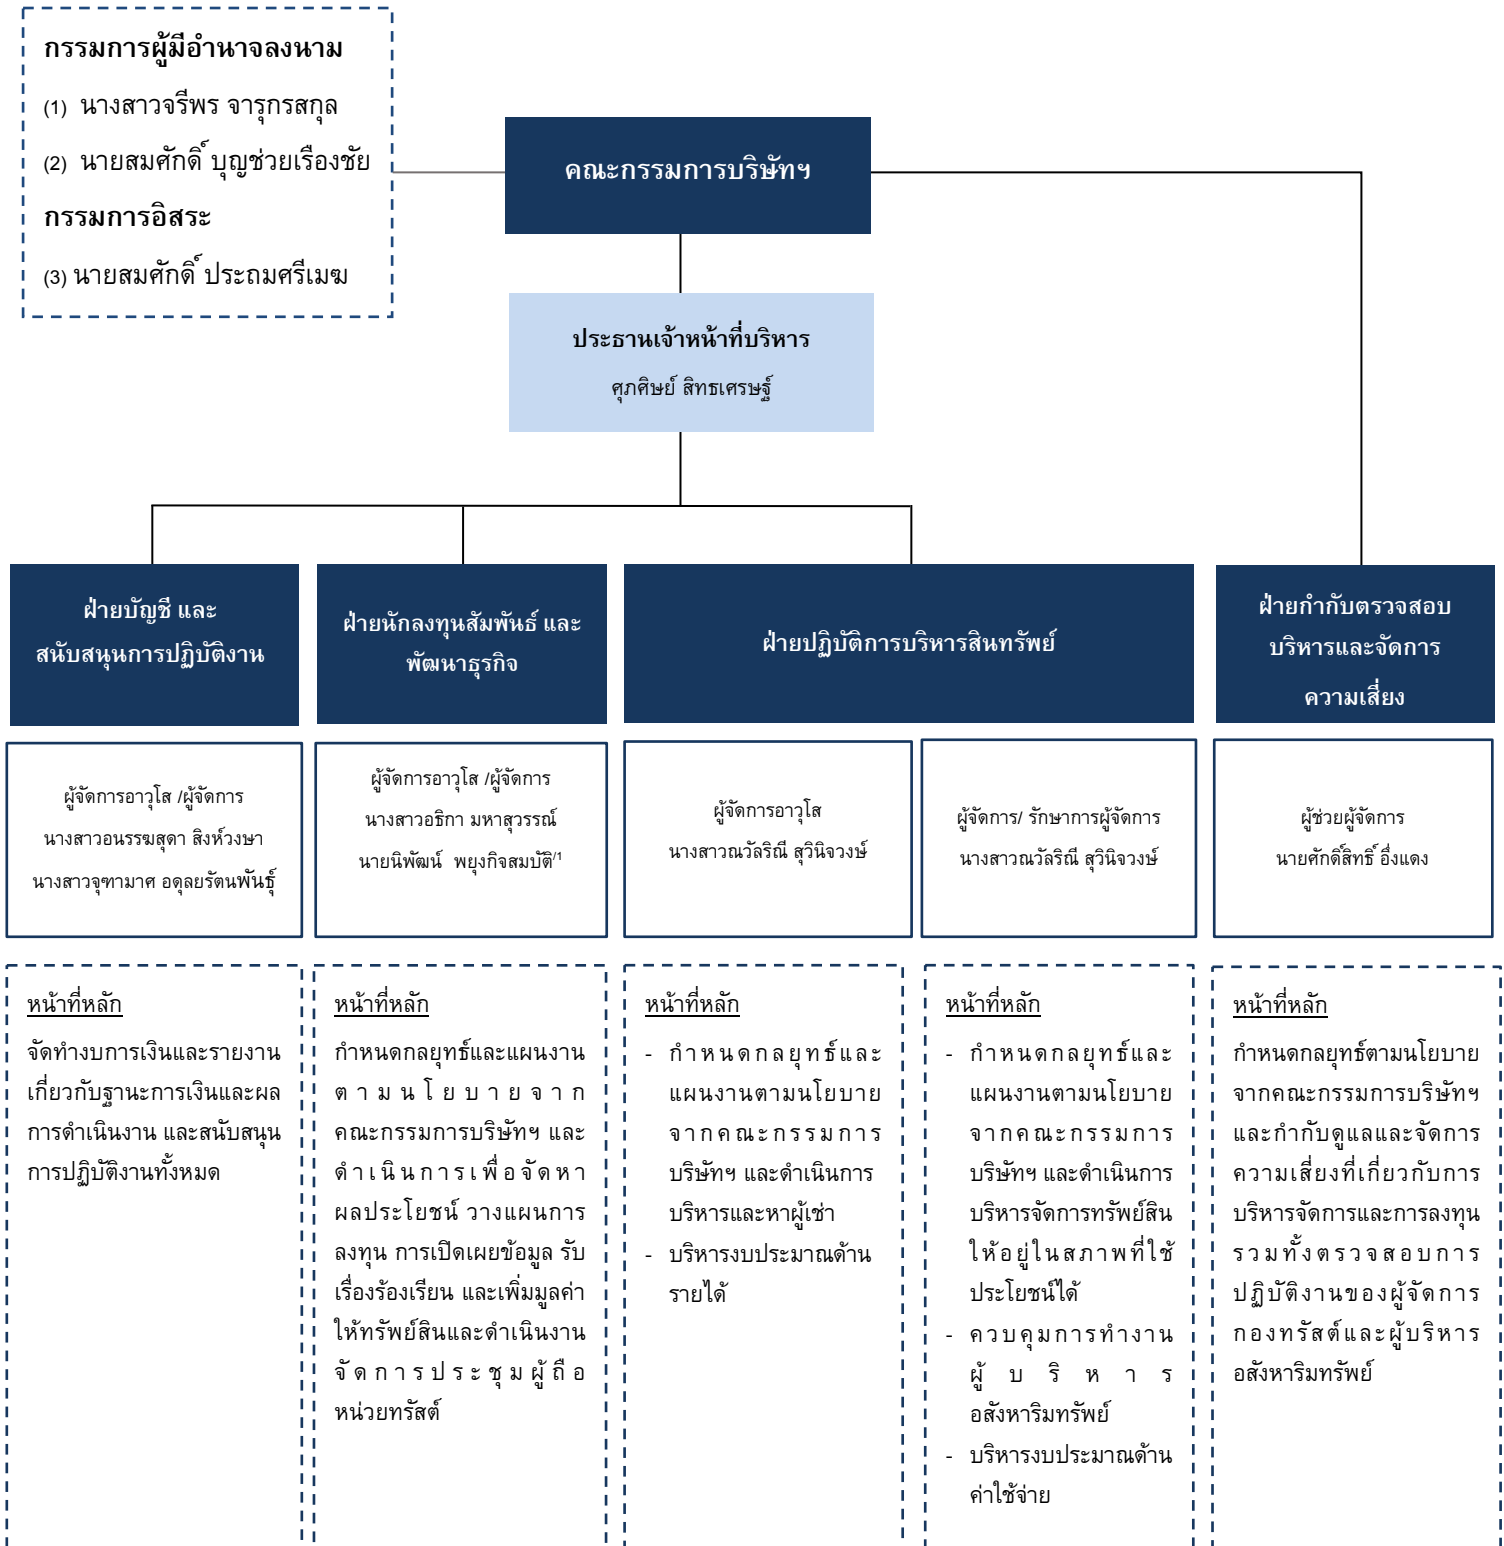 กรรมการผู้มีอำนาจลงนาม
(1) นางสาวจรีพร จารุกรสกุล
(2) นายสมศักดิ์ บุญช่วยเรืองชัย
กรรมการอิสระ
(3) นายสมศักดิ์ ประถมศรีเมฆ
คณะกรรมการบริษัทฯ
ประธานเจ้าหน้าที่บริหาร
ศุภศิษย์ สิทธเศรษฐ์
ฝ่ายบัญชี และ
สนับสนุนการปฏิบัติงาน
ผู้จัดการอาวุโส /ผู้จัดการ
นางสาวอนรรฆสุดา สิงห์วงษา
นางสาวจุฑามาศ อดุลยรัตนพันธุ์
หน้าที่หลัก
จัดทำงบการเงินและรายงาน
เกี่ยวกับฐานะการเงินและผล
การดำเนินงาน และสนับสนุน
การปฏิบัติงานทั้งหมด
ฝ่ายนักลงทุนสัมพันธ์ และ
พัฒนาธุรกิจ
ผู้จัดการอาวุโส /ผู้จัดการ
นางสาวอธิกา มหาสุวรรณ์
นายนิพัฒน์ พยุงกิจสมบัติ/1
หน้าที่หลัก
กำหนดกลยุทธ์และแผนงาน
ตามนโยบายจาก
คณะกรรมการบริษัทฯ และ
ดำเนินการเพื่อจัดหา
ผลประโยชน์ วางแผนการ
ลงทุน การเปิดเผยข้อมูล รับ
เรื่องร้องเรียน และเพิ่มมูลค่า
ให้ทรัพย์สินและดำเนินงาน
จัดการประชุมผู้ถือ
หน่วยทรัสต์
ฝ่ายปฏิบัติการบริหารสินทรัพย์
ผู้จัดการอาวุโส
นางสาวณวัลริณี สุวินิจวงษ์
หน้าที่หลัก
- กำหนดกลยุทธ์และ
แผนงานตามนโยบาย
จากคณะกรรมการ
บริษัทฯ และดำเนินการ
บริหารและหาผู้เช่า
- บริหารงบประมาณด้าน
รายได้
ผู้จัดการ/ รักษาการผู้จัดการ
นางสาวณวัลริณี สุวินิจวงษ์
หน้าที่หลัก
- กำหนดกลยุทธ์และ
แผนงานตามนโยบาย
จากคณะกรรมการ
บริษัทฯ และดำเนินการ
บริหารจัดการทรัพย์สิน
ให้อยู่ในสภาพที่ใช้
ประโยชน์ได้
- ควบคุมการทำงาน
ผู้บริหาร
อสังหาริมทรัพย์
- บริหารงบประมาณด้าน
ค่าใช้จ่าย
ฝ่ายกำกับตรวจสอบ
บริหารและจัดการ
ความเสี่ยง
ผู้ช่วยผู้จัดการ
นายศักดิ์สิทธิ์ อึ่งแดง
หน้าที่หลัก
กำหนดกลยุทธ์ตามนโยบาย
จากคณะกรรมการบริษัทฯ
และกำกับดูแลและจัดการ
ความเสี่ยงที่เกี่ยวกับการ
บริหารจัดการและการลงทุน
รวมทั้งตรวจสอบการ
ปฏิบัติงานของผู้จัดการ
กองทรัสต์และผู้บริหาร
อสังหาริมทรัพย์